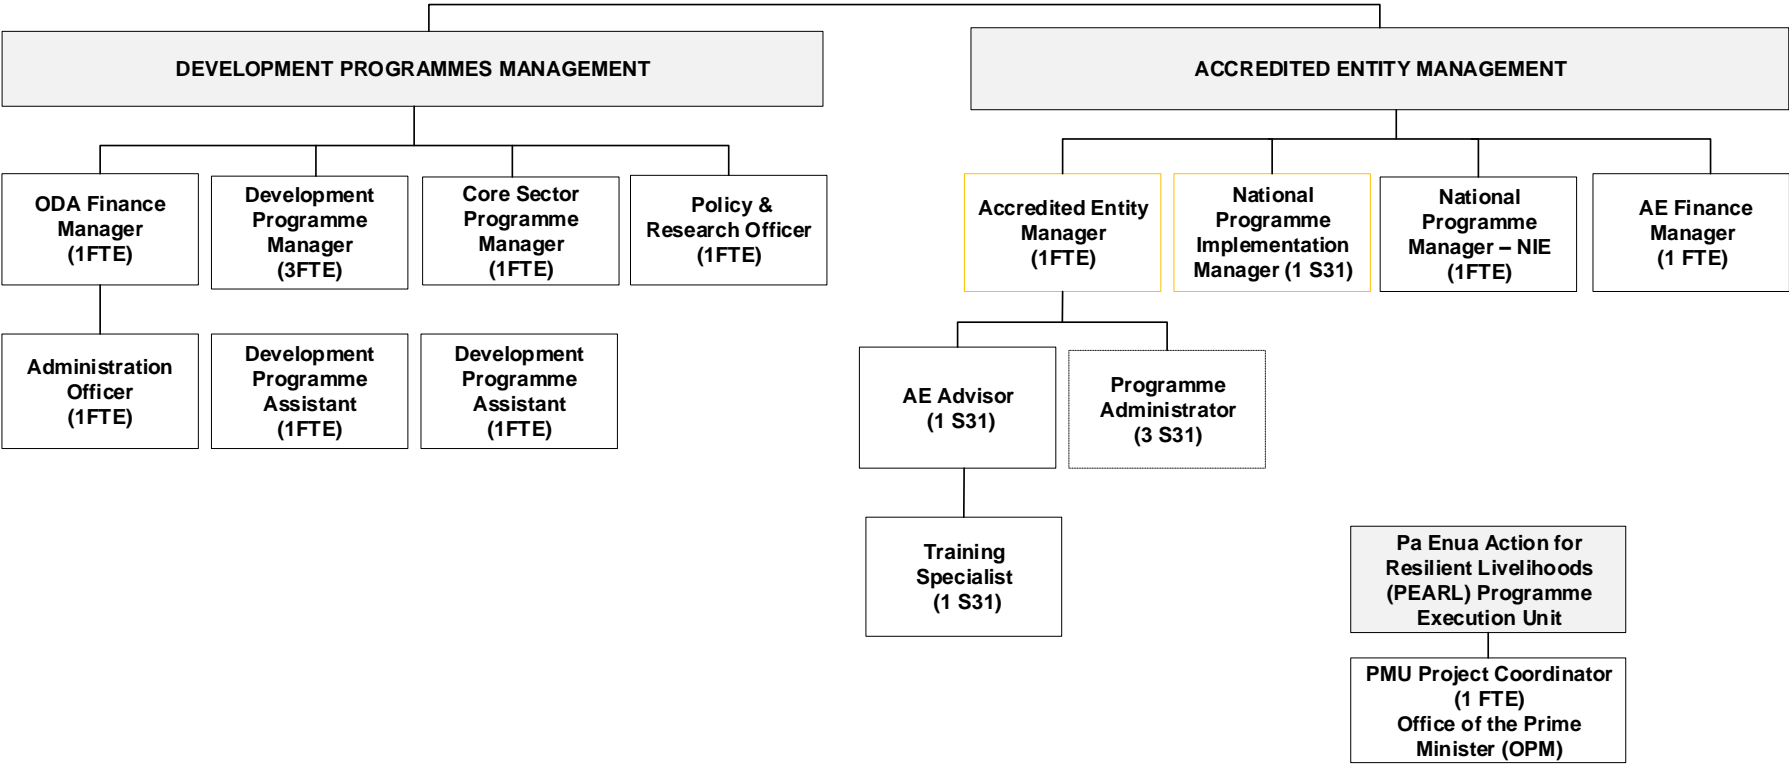 DEVELOPMENT PROGRAMMES MANAGEMENT
ODA Finance
Manager
(1FTE)
Development
Programme
Manager
(3FTE)
Core Sector
Programme
Manager
(1FTE)
Policy &
Research Officer
(1FTE)
Administration
Officer
(1FTE)
Development
Programme
Assistant
(1FTE)
Development
Programme
Assistant
(1FTE)
ACCREDITED ENTITY MANAGEMENT
Accredited Entity
Manager
(1FTE)
National
Programme
Implementation
Manager (1 S31)
National
Programme
Manager – NIE
(1FTE)
AE Finance
Manager
(1 FTE)
AE Advisor
(1 S31)
Programme
Administrator
(3 S31)
Training
Specialist
(1 S31)
Pa Enua Action for
Resilient Livelihoods
(PEARL) Programme
Execution Unit
PMU Project Coordinator
(1 FTE)
Office of the Prime
Minister (OPM)